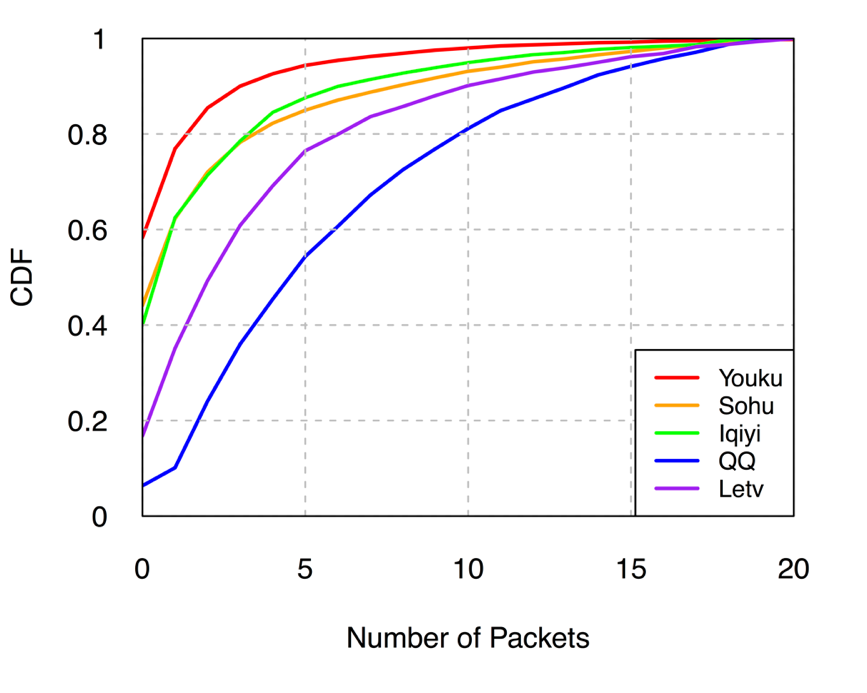 1
0.8
0.6
0.4
0.2
0
CDF
0 5 10 15 20
Number of Packets
Youku
Sohu
Iqiyi
QQ
Letv